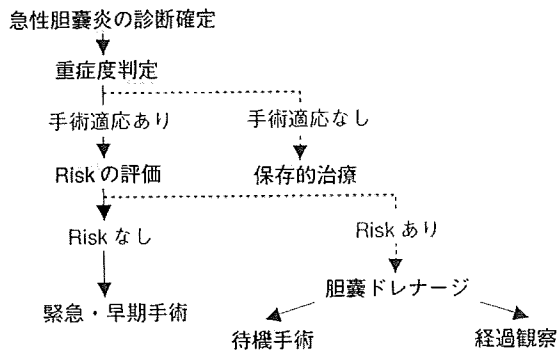 急性胆嚢炎の診断確定
重症度判定
手術適応あり
手術適応なし
Riskの評価
保存的治療
Riskなし
Riskあり
胆嚢ドレナージ
緊急・早期手術
待機手術
経過観察